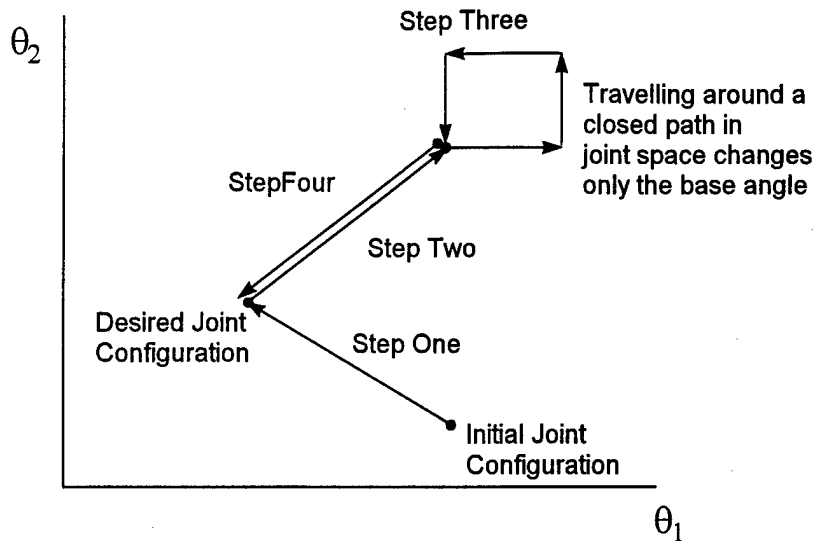 θ2
Step Three
Travelling around a
closed path in
joint space changes
only the base angle
StepFour
Step Two
Desired Joint
Configuration
Step One
Initial Joint
Configuration
θ1